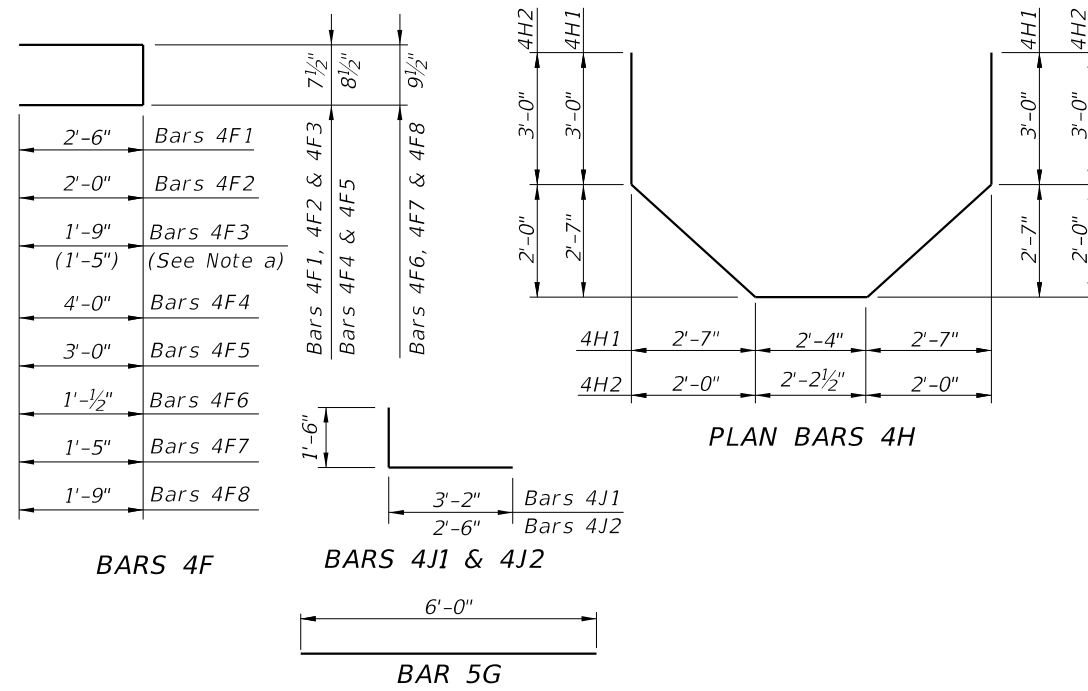 2'-6" Bars 4F1
2'-0" Bars 4F2
1'-9" Bars 4F3
(1'-5") (See Note a)
4'-0" Bars 4F4
3'-0" Bars 4F5
1'-½" Bars 4F6
1'-5" Bars 4F7
1'-9" Bars 4F8
BARS 4F
7½"
8½"
9½"
Bars 4F1, 4F2 & 4F3
Bars 4F4 & 4F5
Bars 4F6, 4F7 & 4F8
1'-6"
3'-2" Bars 4J1
2'-6" Bars 4J2
BARS 4J1 & 4J2
6'-0"
BAR 5G
4H2
4H1
3'-0"
3'-0"
2'-0"
2'-7"
4H1
4H2
3'-0"
3'-0"
2'-7"
2'-0"
4H1 2'-7" 2'-4" 2'-7"
4H2 2'-0" 2'-2½" 2'-0"
PLAN BARS 4H